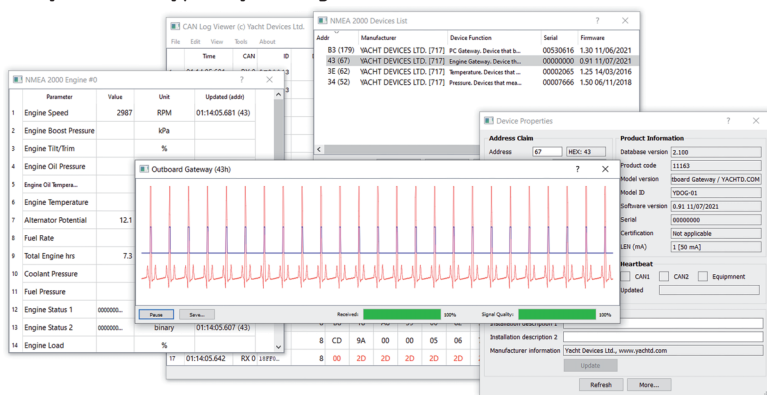 CAN Log Viewer (c) Yacht Devices Ltd.
File Edit View Tools About
Time CAN ID
NMEA 2000 Devices List
Addr Manufacturer Device Function Serial Firmware
B3 (179) YACHT DEVICES LTD. [717] PC Gateway. Device that b... 00530616 1.30 11/06/2021
43 (67) YACHT DEVICES LTD. [717] Engine Gateway. Device th... 00000000 0.91 11/07/2021
3E (62) YACHT DEVICES LTD. [717] Temperature. Devices that ... 00002065 1.25 14/03/2016
34 (52) YACHT DEVICES LTD. [717] Pressure. Devices that mea... 00007666 1.50 06/11/2018
NMEA 2000 Engine #0
Parameter Value Unit Updated (addr)
1 Engine Speed 2987 RPM 01:14:05.681 (43)
2 Engine Boost Pressure kPa
3 Engine Tilt/Trim %
4 Engine Oil Pressure
5 Engine Oil Tempera...
6 Engine Temperature
7 Alternator Potential 12.1
8 Fuel Rate
9 Total Engine hrs 7.3
10 Coolant Pressure
11 Fuel Pressure
12 Engine Status 1 0000000...
13 Engine Status 2 0000000... binary 01:14:05.607 (43)
14 Engine Load %
Outboard Gateway (43h)
Pause Save... Received: 100% Signal Quality: 100%
8 CD 9A 00 00 05 06
17 01:14:05.642 RX 0 8 00 2D 2D 2D 2D 2D
Device Properties
Address Claim
Address 67 HEX: 43
Product Information
Database version 2.100
Product code 11163
Model version tboard Gateway / YACHTD.COM
Model ID YDOG-01
Software version 0.91 11/07/2021
Serial 00000000
Certification Not applicable
LEN (mA) 1 [50 mA]
Heartbeat
CAN1 CAN2 Equipmnent
Updated
Installation description 1
Installation description 2
Manufacturer information Yacht Devices Ltd., www.yachtd.com
Update
Refresh More...